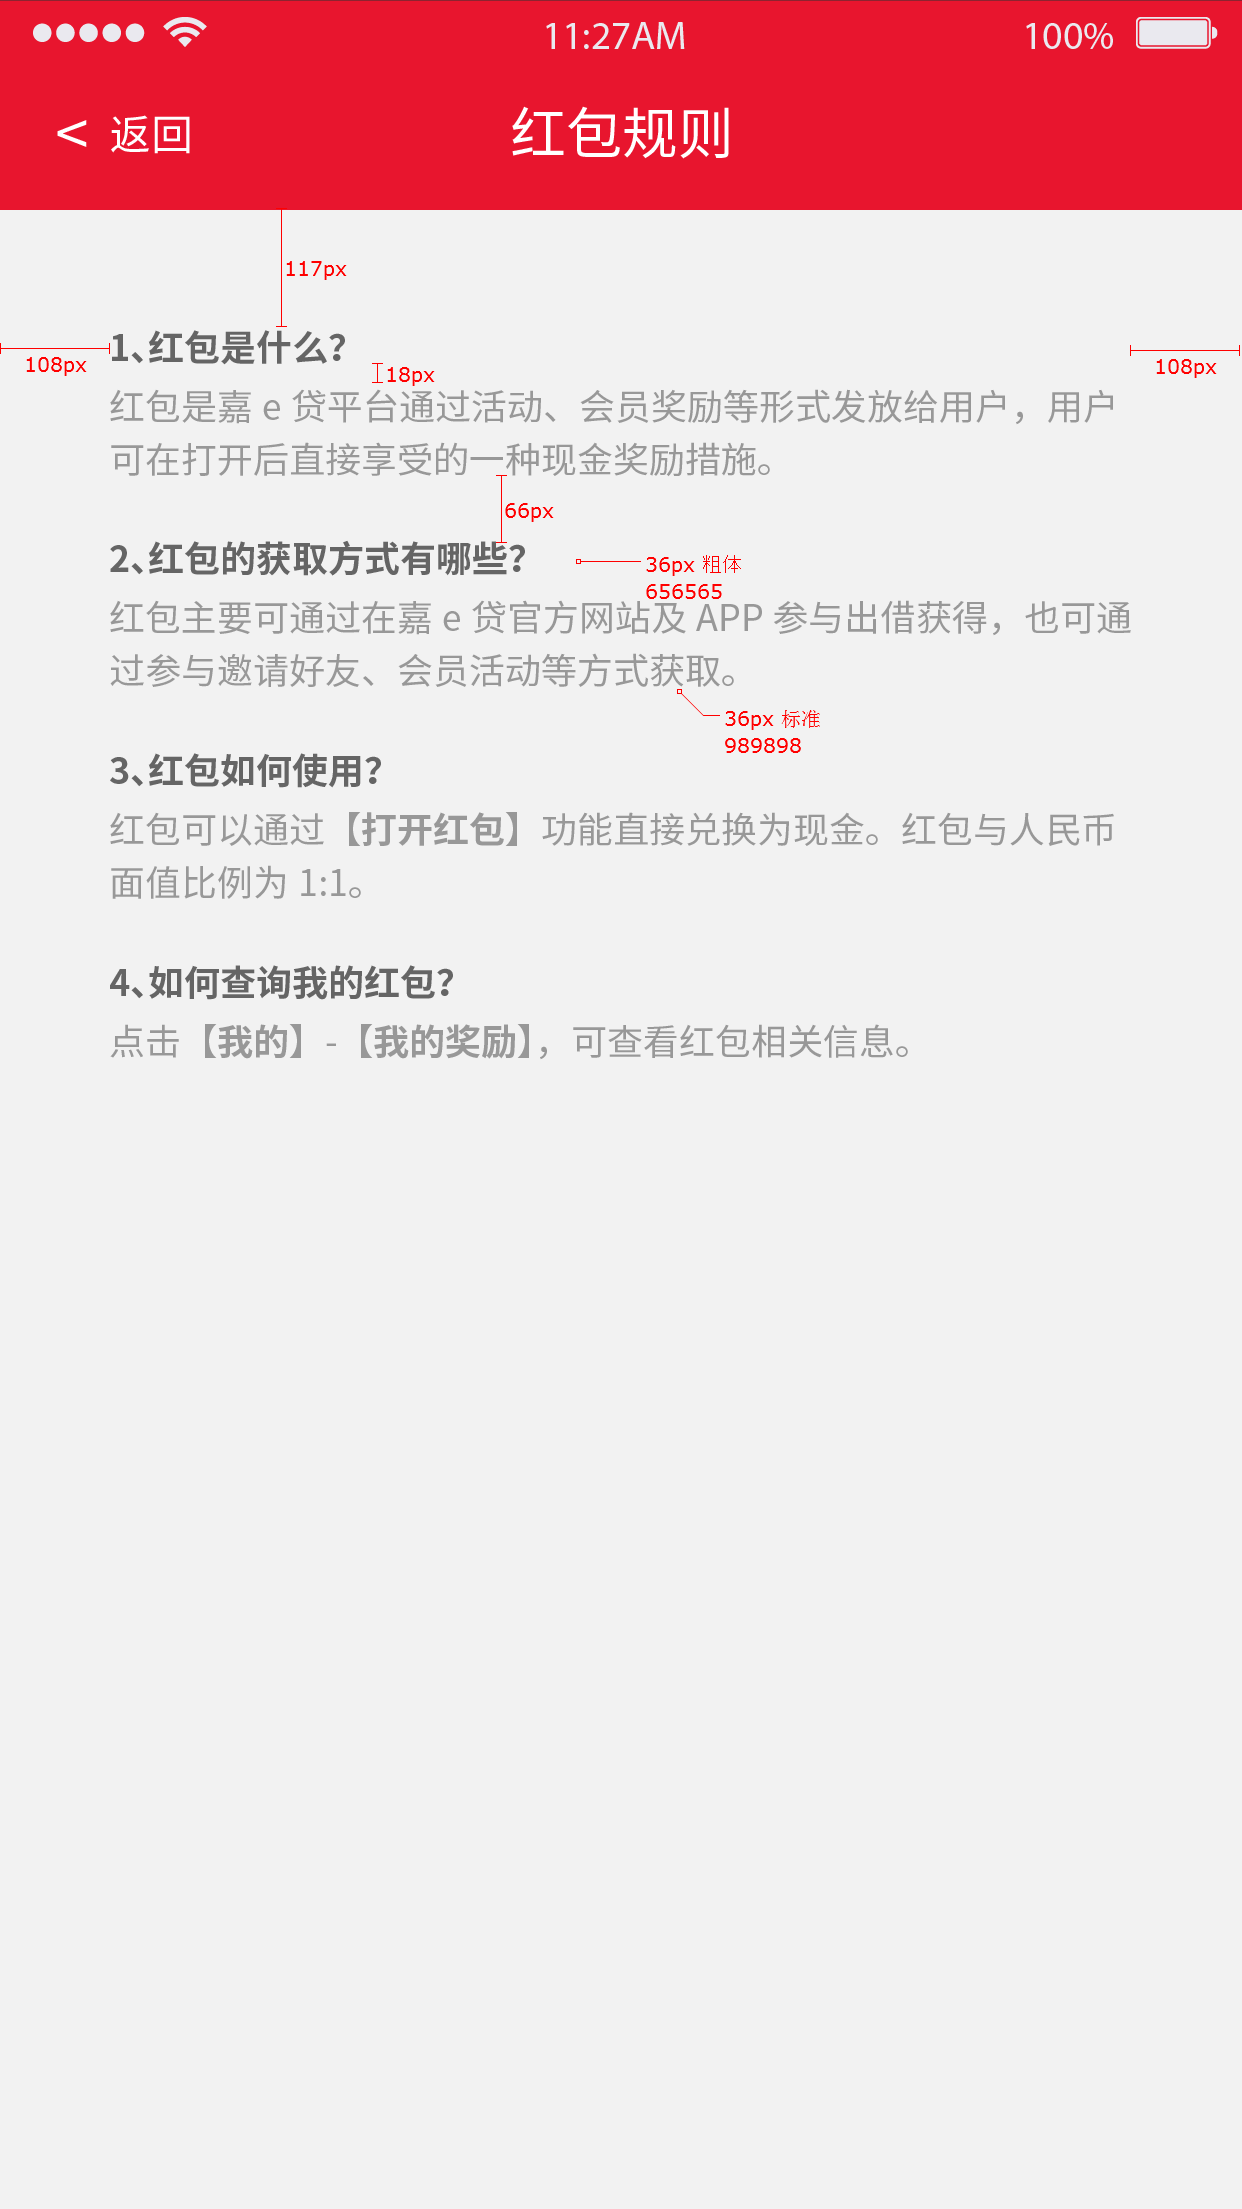 11:27AM 100%
< 返回 红包规则
117px
1、红包是什么？
108px
108px
18px
红包是嘉 e 贷平台通过活动、会员奖励等形式发放给用户，用户
可在打开后直接享受的一种现金奖励措施。
66px
2、红包的获取方式有哪些？
36px 粗体
656565
红包主要可通过在嘉 e 贷官方网站及 APP 参与出借获得，也可通
过参与邀请好友、会员活动等方式获取。
36px 标准
989898
3、红包如何使用？
红包可以通过【打开红包】功能直接兑换为现金。红包与人民币
面值比例为 1:1。
4、如何查询我的红包？
点击【我的】-【我的奖励】，可查看红包相关信息。